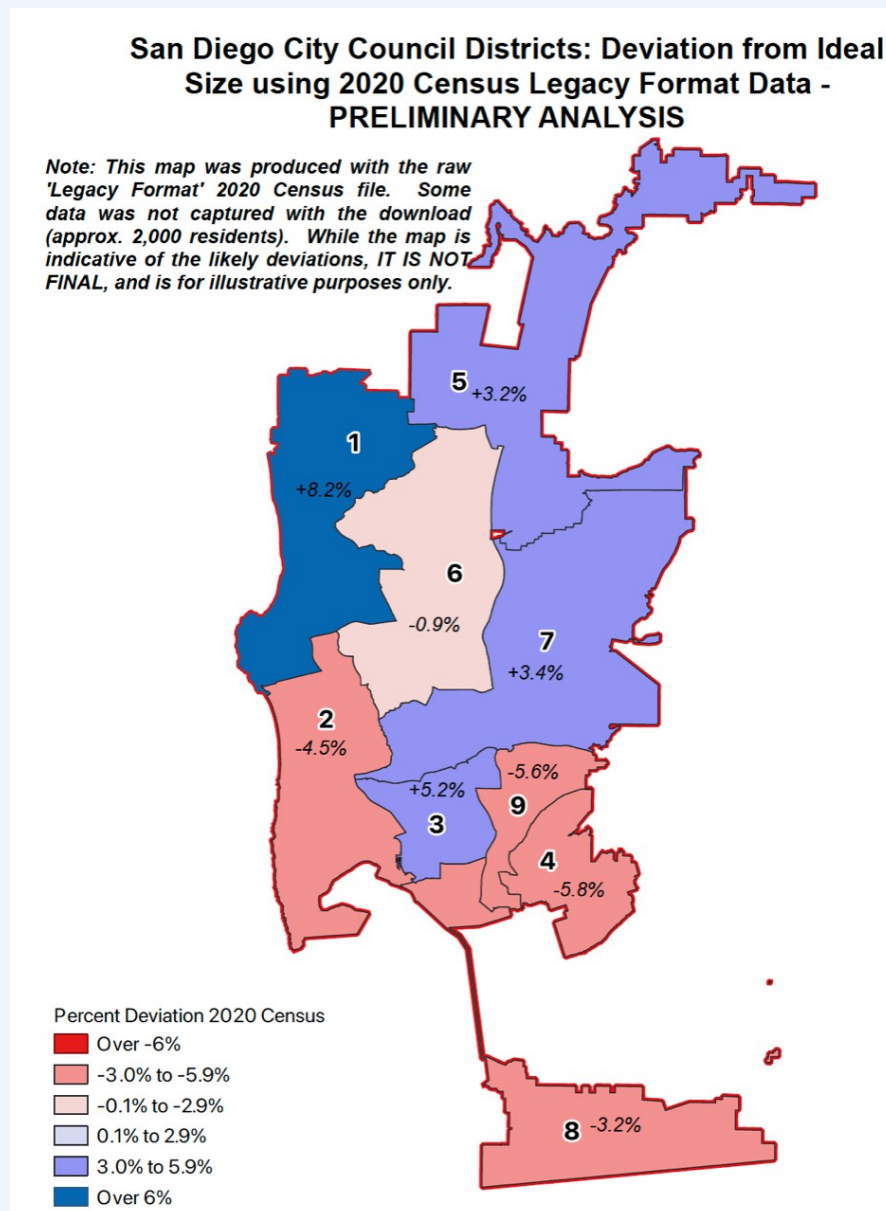 San Diego City Council Districts: Deviation from Ideal
Size using 2020 Census Legacy Format Data -
PRELIMINARY ANALYSIS
Note: This map was produced with the raw
'Legacy Format' 2020 Census file. Some
data was not captured with the download
(approx. 2,000 residents). While the map is
indicative of the likely deviations, IT IS NOT
FINAL, and is for illustrative purposes only.
5
+3.2%
1
+8.2%
6
-0.9%
7
+3.4%
2
-4.5%
-5.6%
9
+5.2%
3
4
-5.8%
8 -3.2%
Percent Deviation 2020 Census
Over -6%
-3.0% to -5.9%
-0.1% to -2.9%
0.1% to 2.9%
3.0% to 5.9%
Over 6%